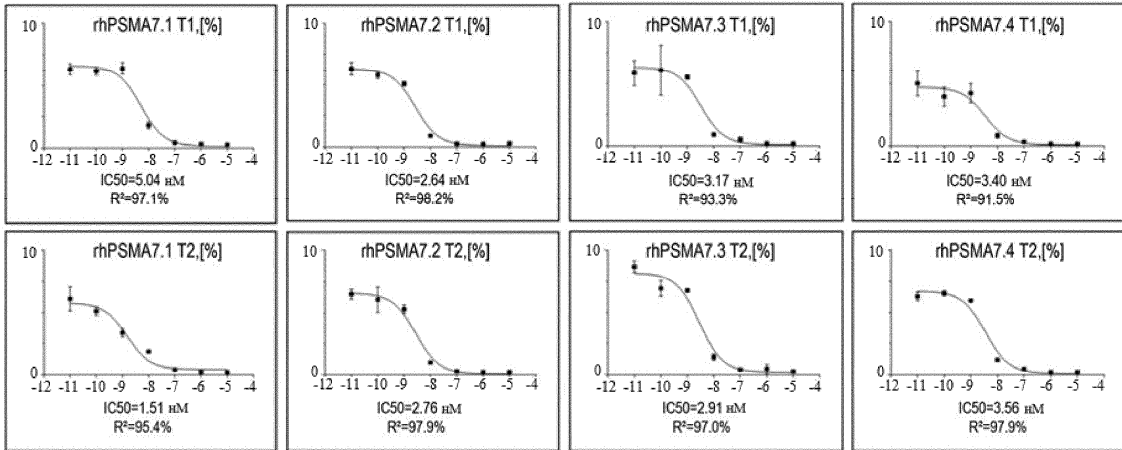 rhPSMA7.1 T1,[%]
10
0
-12 -11 -10 -9 -8 -7 -6 -5 -4
IC50=5.04 нМ
R²=97.1%
rhPSMA7.2 T1,[%]
10
0
-12 -11 -10 -9 -8 -7 -6 -5 -4
IC50=2.64 нМ
R²=98.2%
rhPSMA7.3 T1,[%]
10
0
-12 -11 -10 -9 -8 -7 -6 -5 -4
IC50=3.17 нМ
R²=93.3%
rhPSMA7.4 T1,[%]
10
0
-12 -11 -10 -9 -8 -7 -6 -5 -4
IC50=3.40 нМ
R²=91.5%
rhPSMA7.1 T2,[%]
10
0
-12 -11 -10 -9 -8 -7 -6 -5 -4
IC50=1.51 нМ
R²=95.4%
rhPSMA7.2 T2,[%]
10
0
-12 -11 -10 -9 -8 -7 -6 -5 -4
IC50=2.76 нМ
R²=97.9%
rhPSMA7.3 T2,[%]
10
0
-12 -11 -10 -9 -8 -7 -6 -5 -4
IC50=2.91 нМ
R²=97.0%
rhPSMA7.4 T2,[%]
10
0
-12 -11 -10 -9 -8 -7 -6 -5 -4
IC50=3.56 нМ
R²=97.9%